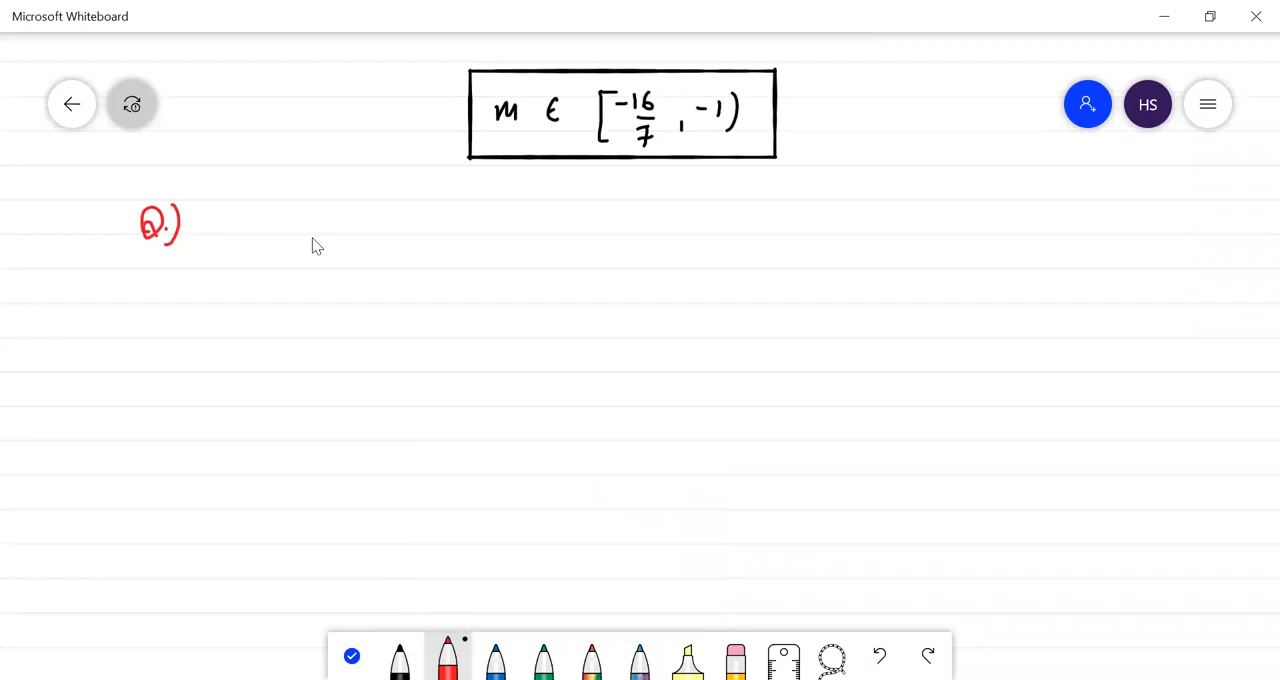 Microsoft Whiteboard
m ∈ [-16/7, -1)
HS
Q.)